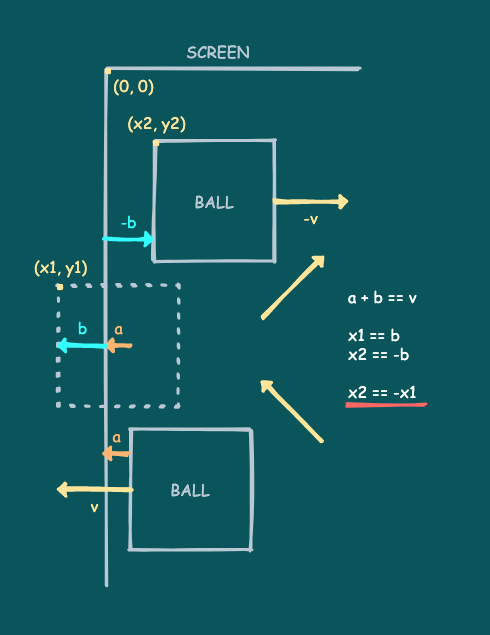 SCREEN
(0, 0)
(x2, y2)
BALL
-v
-b
(x1, y1)
b
a
a + b == v
x1 == b
x2 == -b
x2 == -x1
a
BALL
v